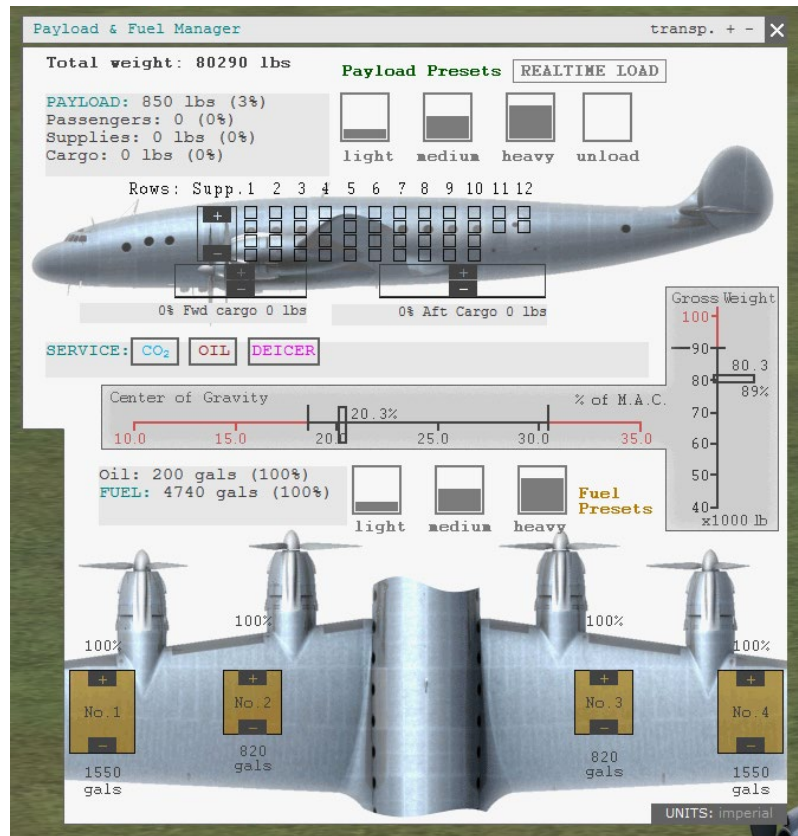 Payload & Fuel Manager transp. + - ×
Total weight: 80290 lbs
Payload Presets REALTIME LOAD
PAYLOAD: 850 lbs (3%)
Passengers: 0 (0%)
Supplies: 0 lbs (0%)
Cargo: 0 lbs (0%)
light medium heavy unload
Rows: Supp. 1 2 3 4 5 6 7 8 9 10 11 12
+
-
+ +
- -
0% Fwd cargo 0 lbs 0% Aft Cargo 0 lbs
SERVICE: CO₂ OIL DEICER
Gross Weight
100
90
80.3
80
89%
70
60
50
40
x1000 lb
Center of Gravity % of M.A.C.
20.3%
10.0 15.0 20.0 25.0 30.0 35.0
Oil: 200 gals (100%)
FUEL: 4740 gals (100%)
light medium heavy
Fuel
Presets
100% 100% 100% 100%
+ + + +
No.1 No.2 No.3 No.4
- - - -
1550
gals
820
gals
820
gals
1550
gals
UNITS: imperial